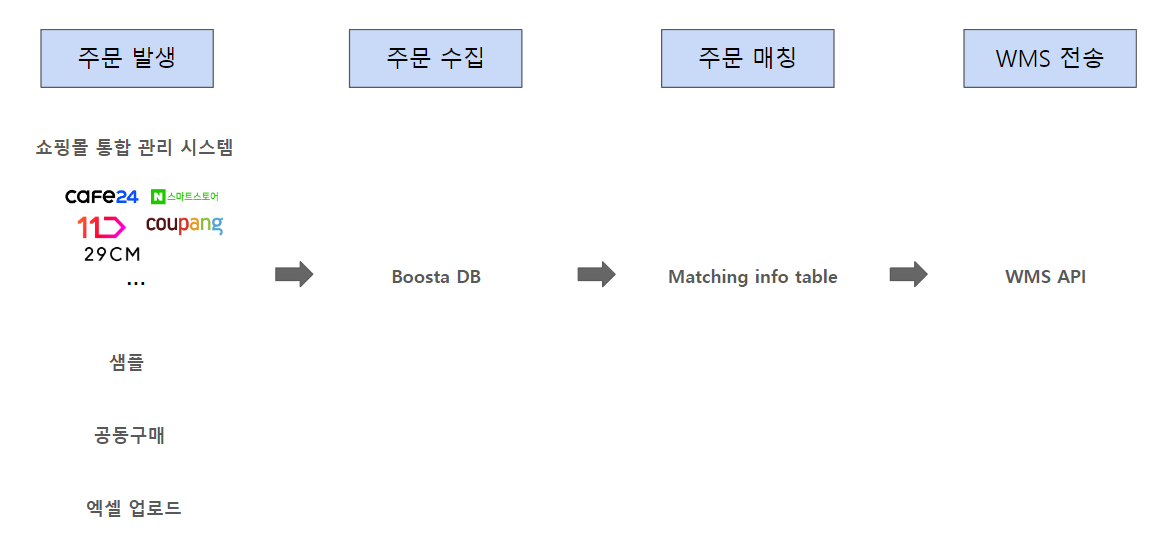 주문 발생
주문 수집
주문 매칭
WMS 전송
쇼핑몰 통합 관리 시스템
cafe24
N 스마트스토어
11
coupang
29CM
...
Boosta DB
Matching info table
WMS API
샘플
공동구매
엑셀 업로드